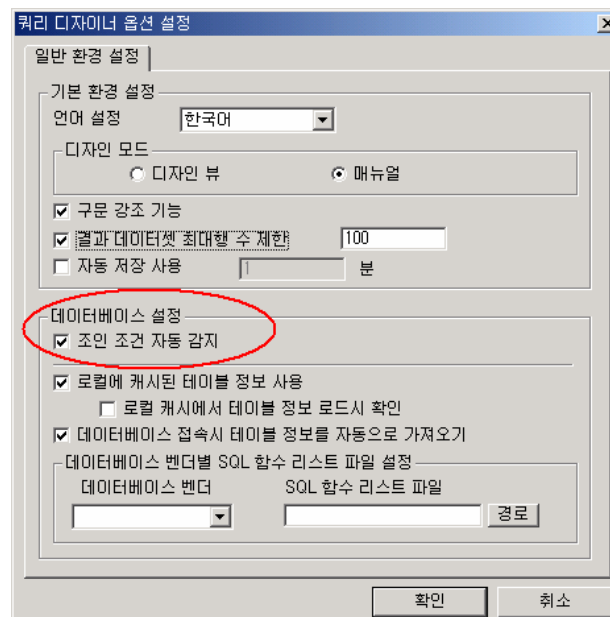 쿼리 디자이너 옵션 설정
일반 환경 설정
기본 환경 설정
언어 설정 한국어
디자인 모드
디자인 뷰 매뉴얼
구문 강조 기능
결과 데이터셋 최대행 수 제한 100
자동 저장 사용 1 분
데이터베이스 설정
조인 조건 자동 감지
로컬에 캐시된 테이블 정보 사용
로컬 캐시에서 테이블 정보 로드시 확인
데이터베이스 접속시 테이블 정보를 자동으로 가져오기
데이터베이스 벤더별 SQL 함수 리스트 파일 설정
데이터베이스 벤더 SQL 함수 리스트 파일
경로
확인 취소